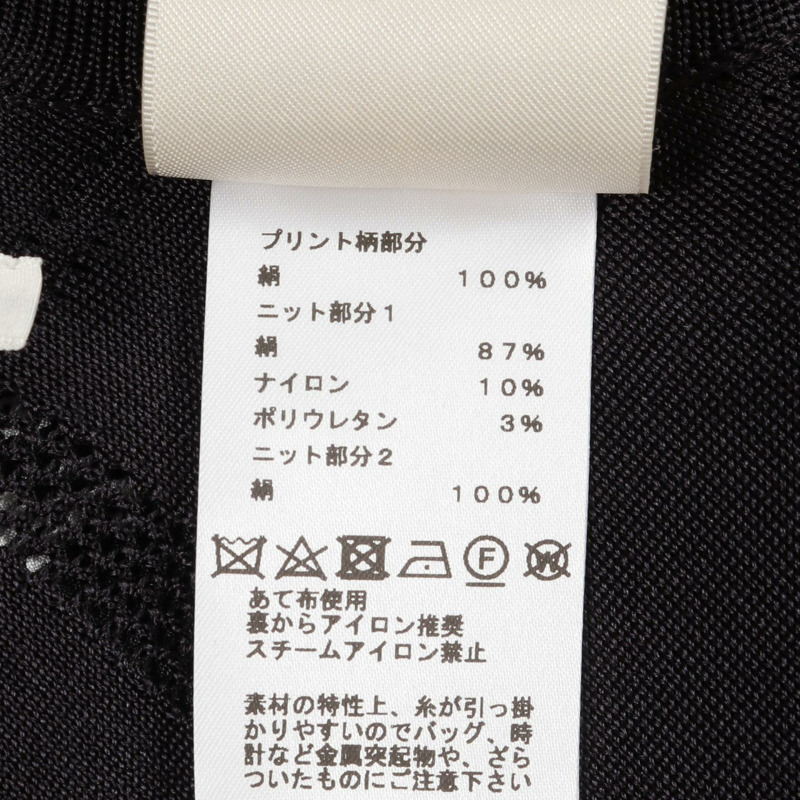 プリント柄部分
絹 100%
ニット部分1
絹 87%
ナイロン 10%
ポリウレタン 3%
ニット部分2
絹 100%
F W
あて布使用
裏からアイロン推奨
スチームアイロン禁止
素材の特性上、糸が引っ掛
かりやすいのでバッグ、時
計など金属突起物や、ざら
ついたものにご注意下さい